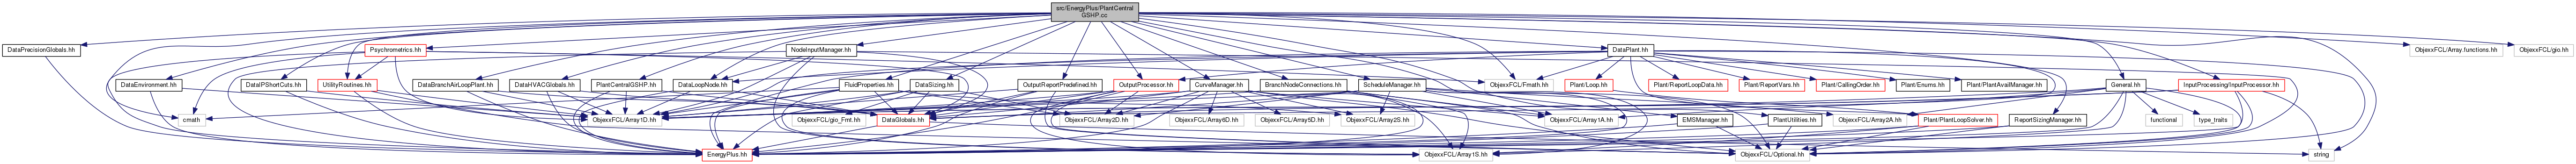 src/EnergyPlus/PlantCentral
GSHP.cc
DataPrecisionGlobals.hh
Psychrometrics.hh
NodeInputManager.hh
DataPlant.hh
ObjexxFCL/Array.functions.hh
ObjexxFCL/gio.hh
DataEnvironment.hh
DataIPShortCuts.hh
UtilityRoutines.hh
DataBranchAirLoopPlant.hh
DataHVACGlobals.hh
PlantCentralGSHP.hh
DataLoopNode.hh
FluidProperties.hh
DataSizing.hh
OutputReportPredefined.hh
OutputProcessor.hh
CurveManager.hh
BranchNodeConnections.hh
ScheduleManager.hh
ObjexxFCL/Fmath.hh
Plant/Loop.hh
Plant/ReportLoopData.hh
Plant/ReportVars.hh
Plant/CallingOrder.hh
Plant/Enums.hh
Plant/PlantAvailManager.hh
General.hh
InputProcessing/InputProcessor.hh
cmath
ObjexxFCL/Array1D.hh
ObjexxFCL/gio_Fmt.hh
DataGlobals.hh
ObjexxFCL/Array2D.hh
ObjexxFCL/Array6D.hh
ObjexxFCL/Array5D.hh
ObjexxFCL/Array2S.hh
ObjexxFCL/Array1A.hh
EMSManager.hh
PlantUtilities.hh
ObjexxFCL/Array2A.hh
Plant/PlantLoopSolver.hh
ReportSizingManager.hh
functional
type_traits
EnergyPlus.hh
ObjexxFCL/Array1S.hh
ObjexxFCL/Optional.hh
string